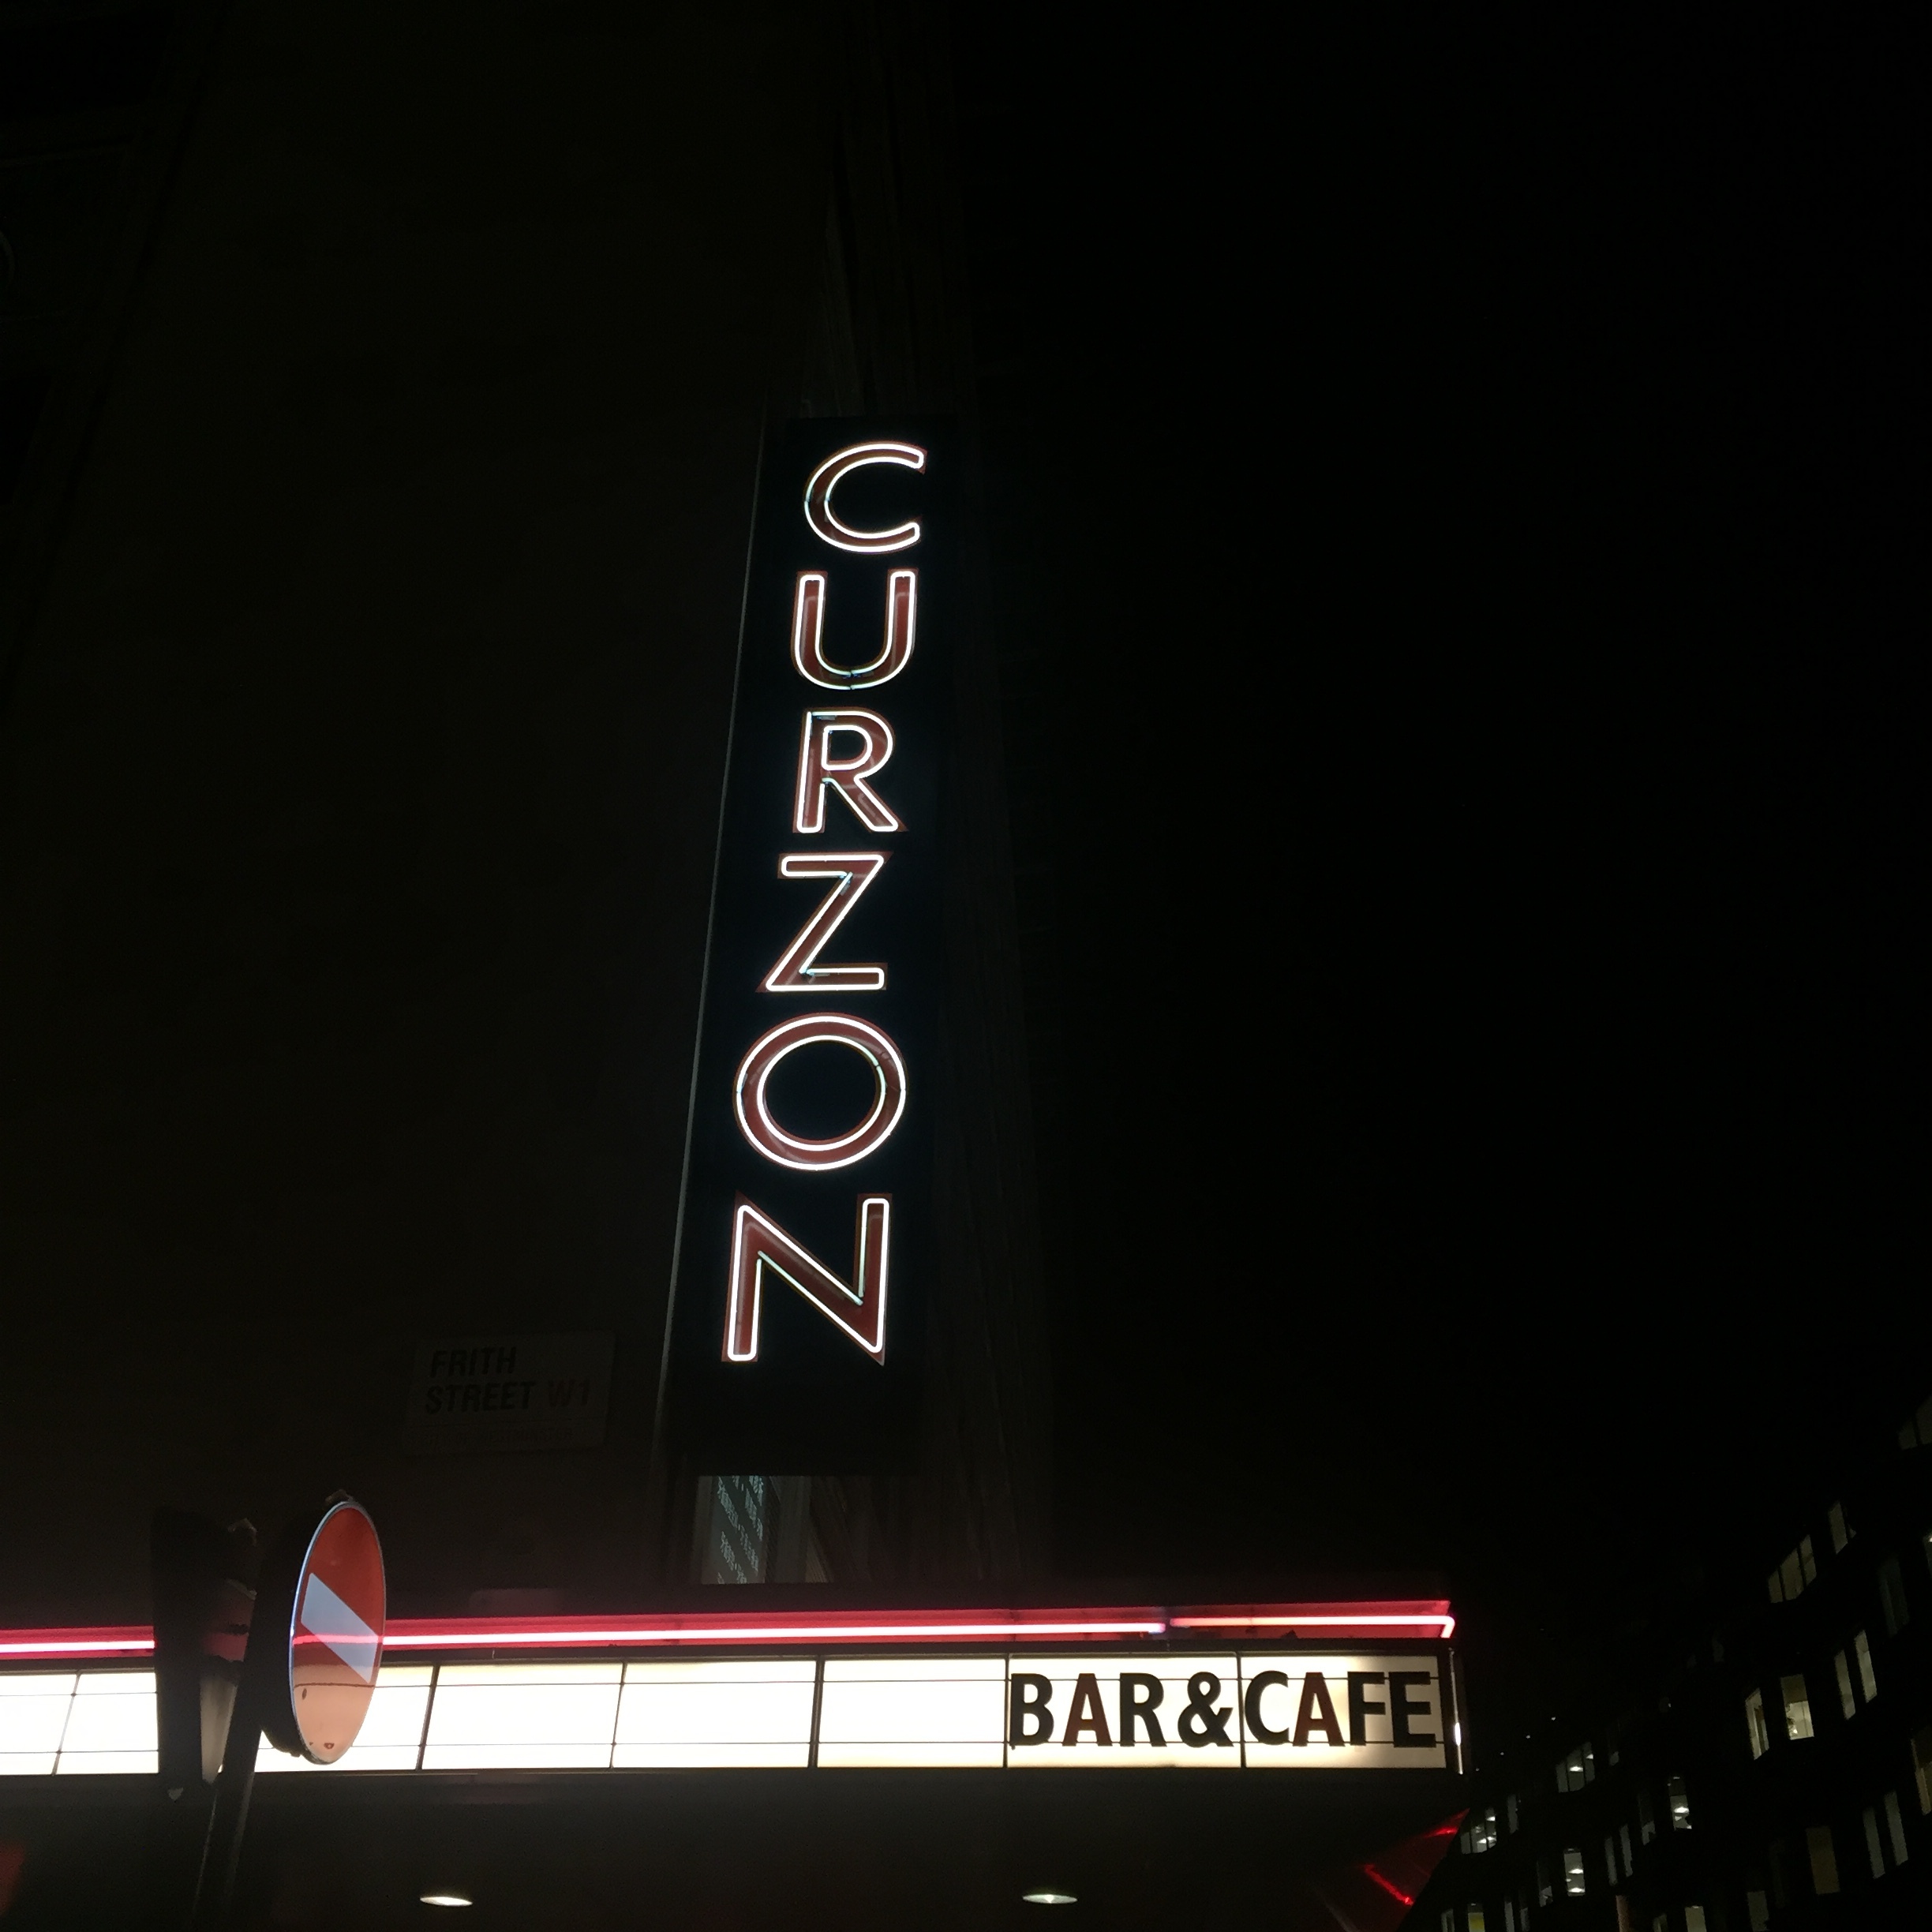 CURZON
FRITH
STREET W1
BAR&CAFE